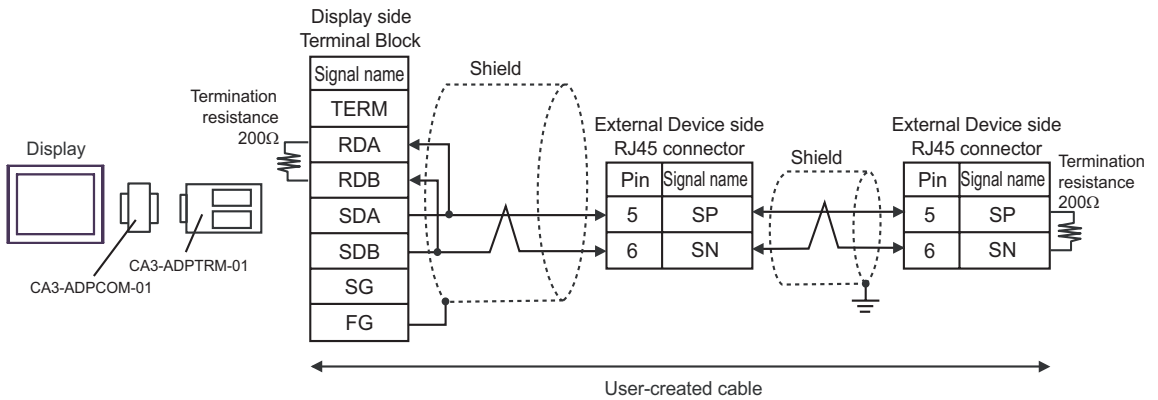 Display
CA3-ADPCOM-01
CA3-ADPTRM-01
Termination
resistance
200Ω
Display side
Terminal Block
Signal name
TERM
RDA
RDB
SDA
SDB
SG
FG
Shield
External Device side
RJ45 connector
Pin Signal name
5 SP
6 SN
Shield
External Device side
RJ45 connector
Pin Signal name
5 SP
6 SN
Termination
resistance
200Ω
User-created cable